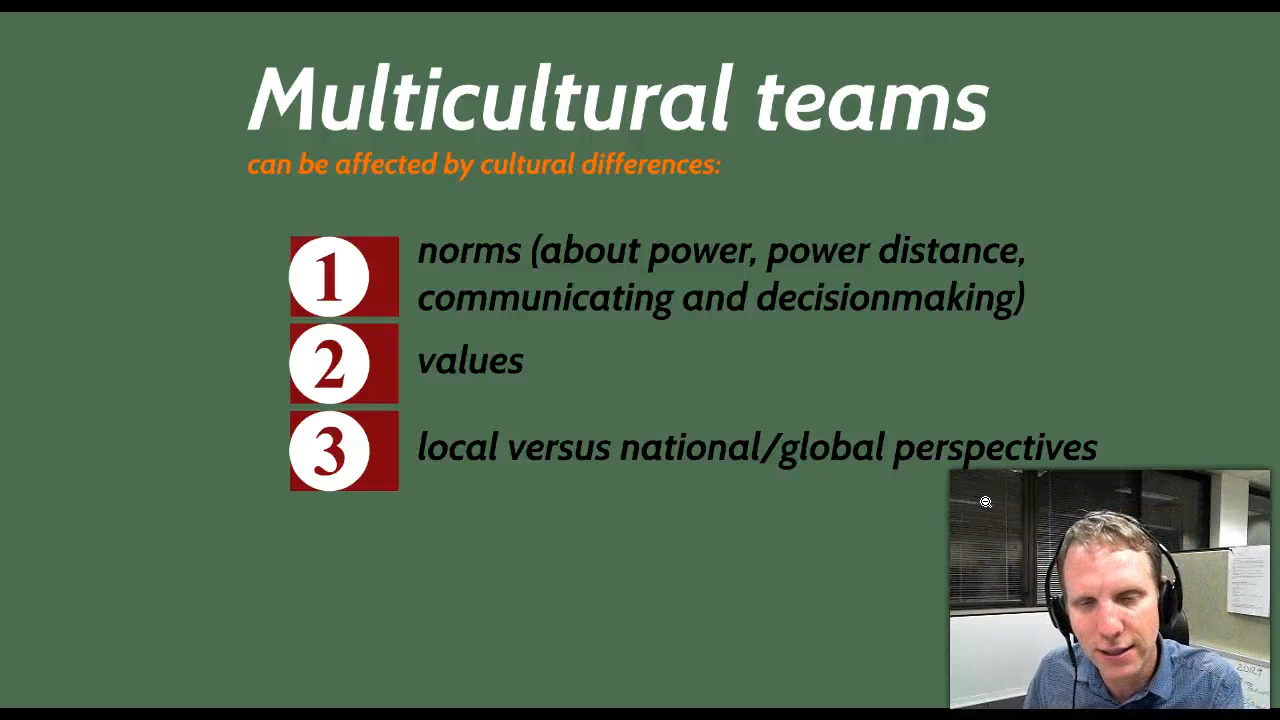 Multicultural teams
can be affected by cultural differences:
1
norms (about power, power distance,
communicating and decisionmaking)
2
values
3
local versus national/global perspectives